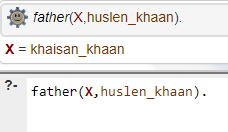 father(X,huslen_khaan).
X = khaisan_khaan
?- father(X,huslen_khaan).